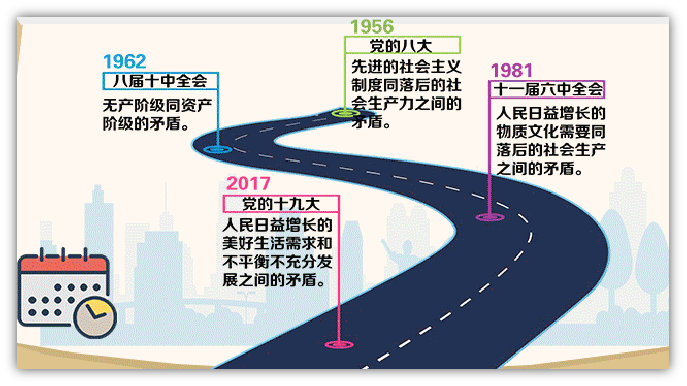 1956
党的八大
先进的社会主义
制度同落后的社
会生产力之间的
矛盾。
1962
八届十中全会
无产阶级同资产
阶级的矛盾。
1981
十一届六中全会
人民日益增长的
物质文化需要同
落后的社会生产
之间的矛盾。
2017
党的十九大
人民日益增长的
美好生活需求和
不平衡不充分发
展之间的矛盾。